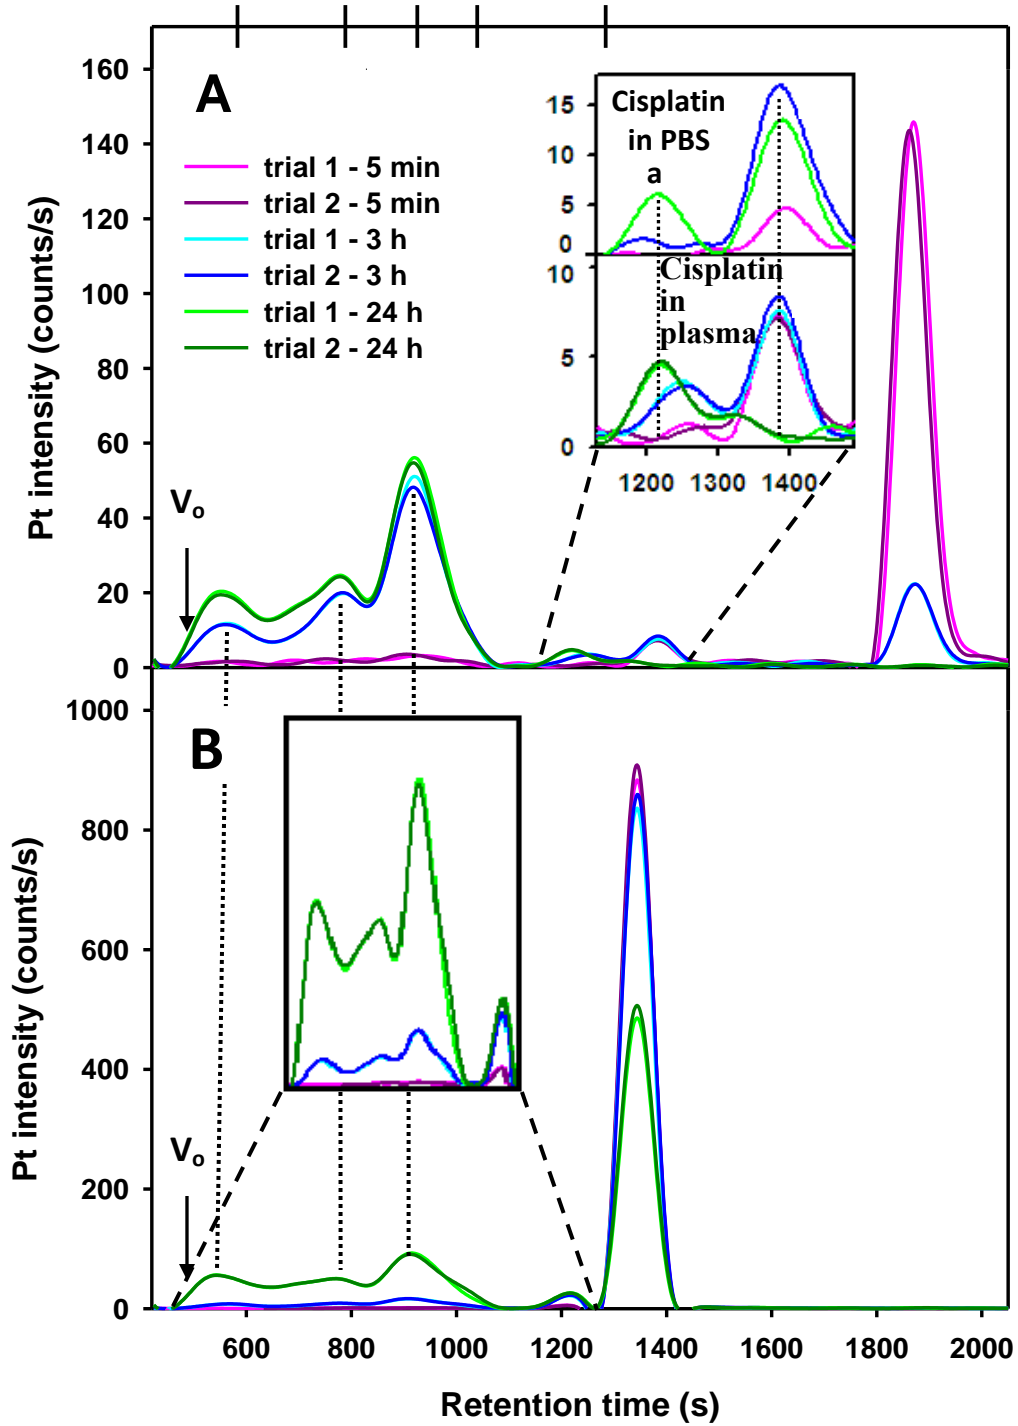 A
160
140
120
100
80
60
40
20
0
Pt intensity (counts/s)
trial 1 - 5 min
trial 2 - 5 min
trial 1 - 3 h
trial 2 - 3 h
trial 1 - 24 h
trial 2 - 24 h
Vo
15
10
5
0
Cisplatin
in PBS
a
10
5
0
Cisplatin
in
plasma
1200 1300 1400
B
1000
800
600
400
200
0
Pt intensity (counts/s)
Vo
600 800 1000 1200 1400 1600 1800 2000
Retention time (s)